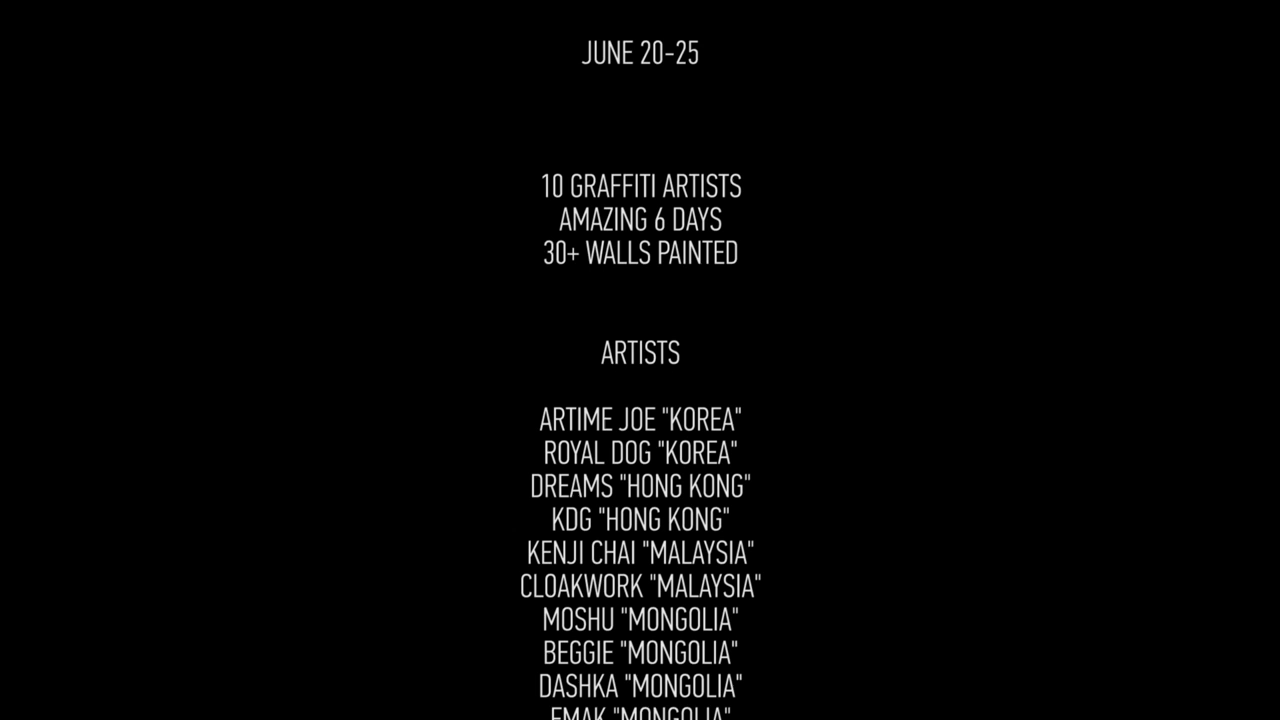 JUNE 20-25
10 GRAFFITI ARTISTS
AMAZING 6 DAYS
30+ WALLS PAINTED
ARTISTS
ARTIME JOE "KOREA"
ROYAL DOG "KOREA"
DREAMS "HONG KONG"
KDG "HONG KONG"
KENJI CHAI "MALAYSIA"
CLOAKWORK "MALAYSIA"
MOSHU "MONGOLIA"
BEGGIE "MONGOLIA"
DASHKA "MONGOLIA"
"MONGOLIA"